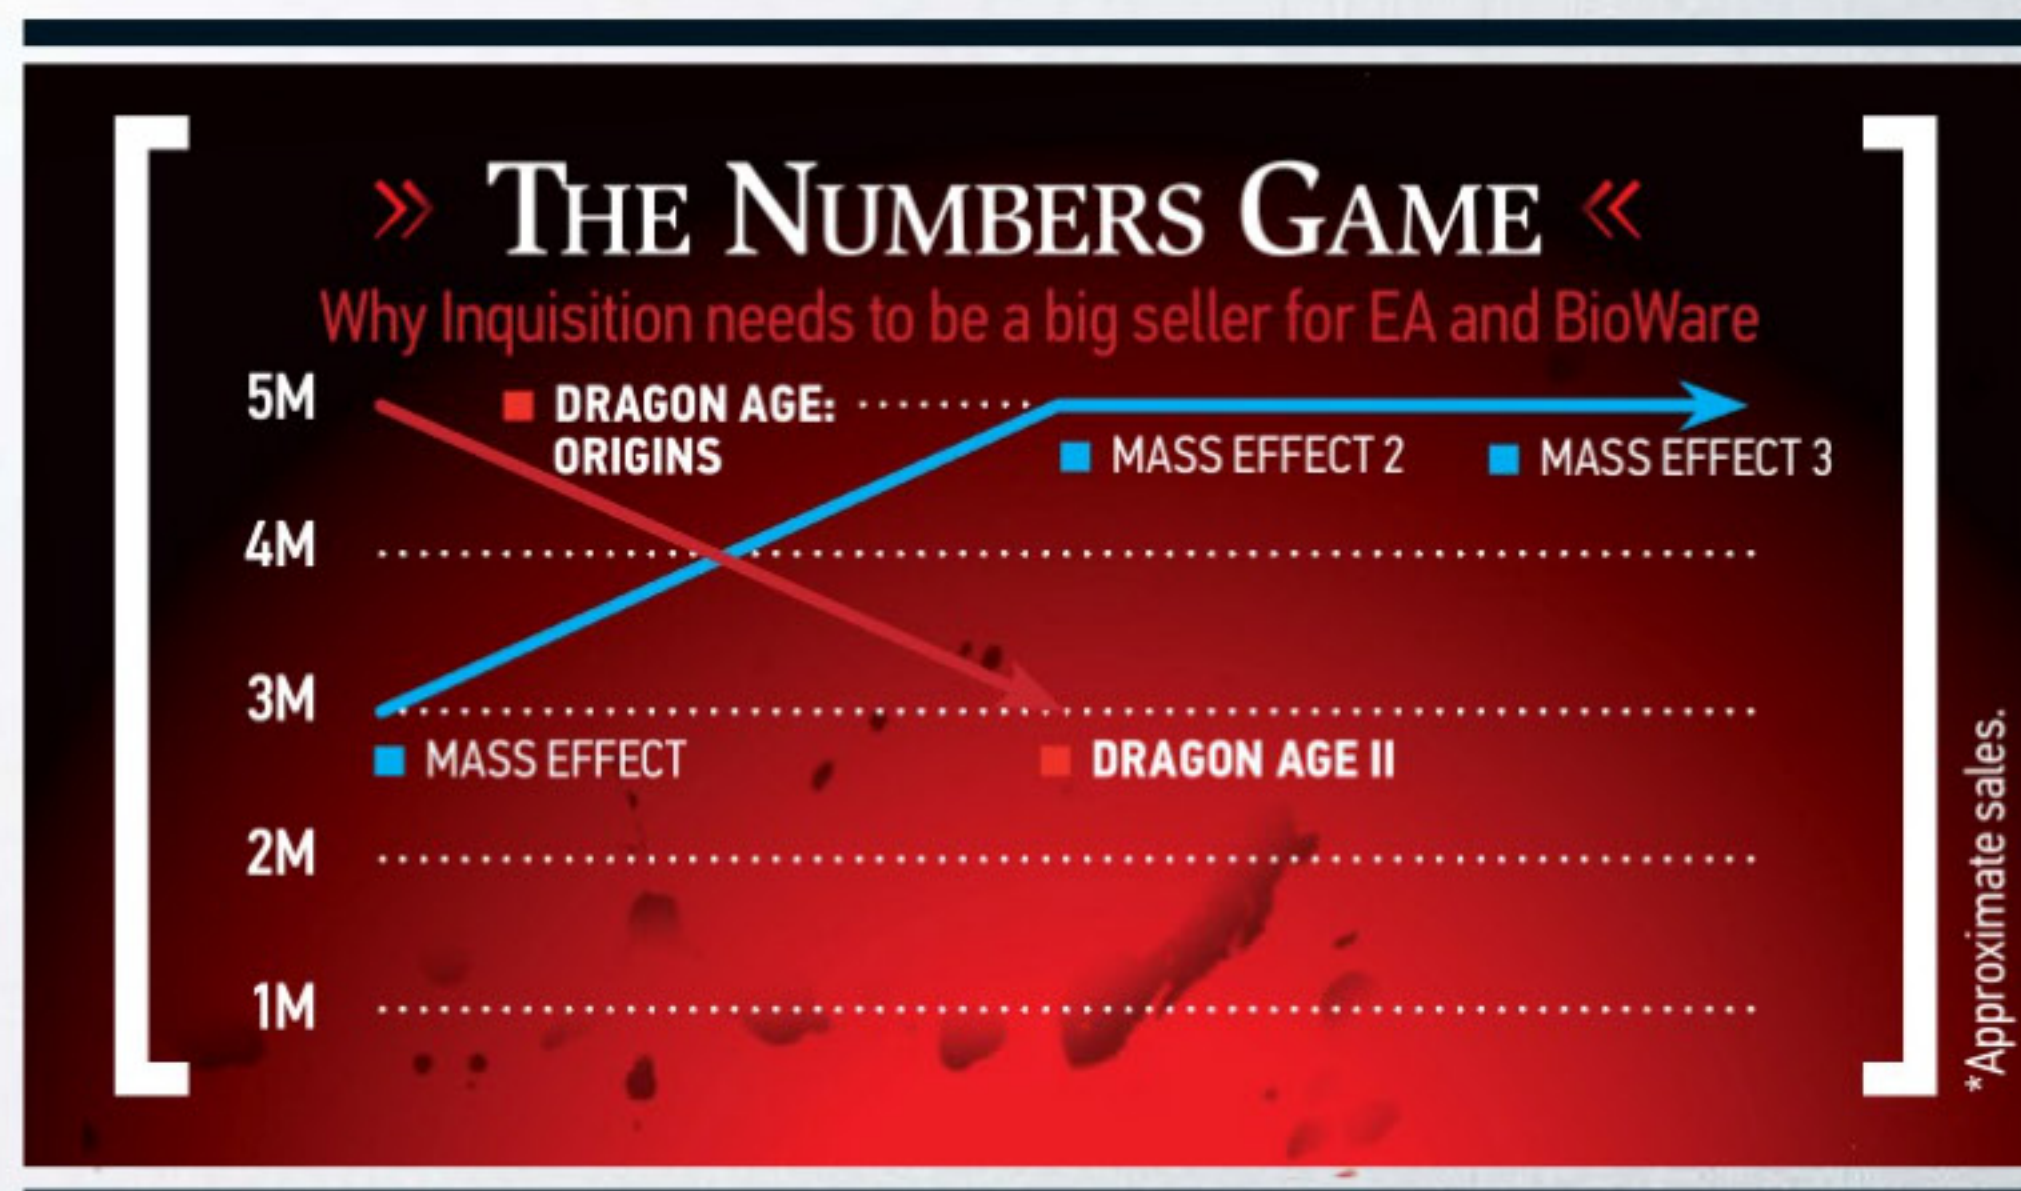 » THE NUMBERS GAME «
Why Inquisition needs to be a big seller for EA and BioWare
5M
DRAGON AGE:
ORIGINS
MASS EFFECT 2
MASS EFFECT 3
4M
3M
MASS EFFECT
DRAGON AGE II
2M
1M
*Approximate sales.